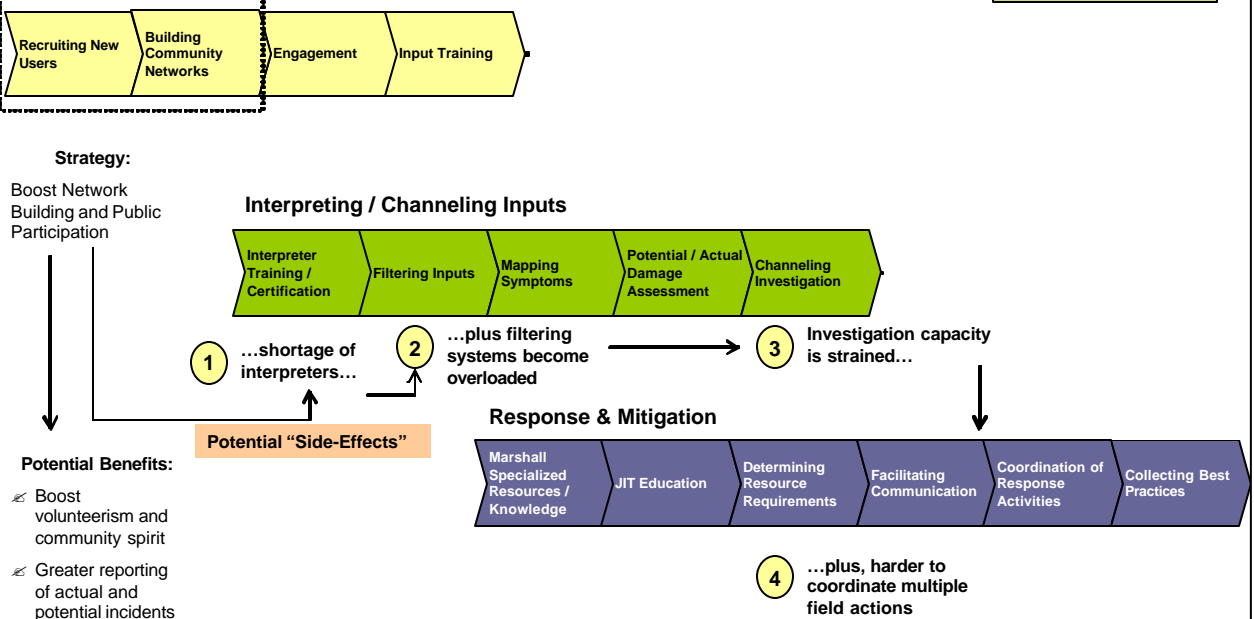 Recruiting New
Users
Building
Community
Networks
Engagement
Input Training
Strategy:
Boost Network
Building and Public
Participation
Interpreting / Channeling Inputs
Interpreter
Training /
Certification
Filtering Inputs
Mapping
Symptoms
Potential / Actual
Damage
Assessment
Channeling
Investigation
1
…shortage of
interpreters…
2
…plus filtering
systems become
overloaded
3
Investigation capacity
is strained…
Potential “Side-Effects”
Response & Mitigation
Marshall
Specialized
Resources /
Knowledge
JIT Education
Determining
Resource
Requirements
Facilitating
Communication
Coordination of
Response
Activities
Collecting Best
Practices
Potential Benefits:
Boost
volunteerism and
community spirit
Greater reporting
of actual and
potential incidents
4
…plus, harder to
coordinate multiple
field actions